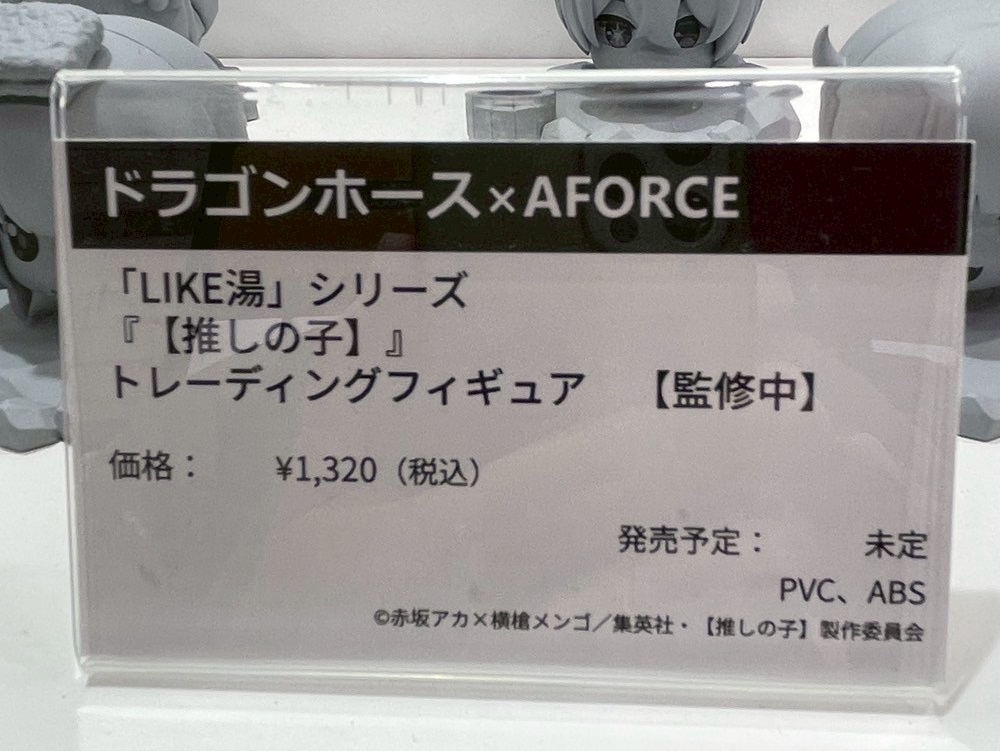 ドラゴンホース×AFORCE
「LIKE湯」シリーズ
『【推しの子】』
トレーディングフィギュア 【監修中】
価格： ¥1,320（税込）
発売予定： 未定
PVC、ABS
©赤坂アカ×横槍メンゴ／集英社・【推しの子】製作委員会